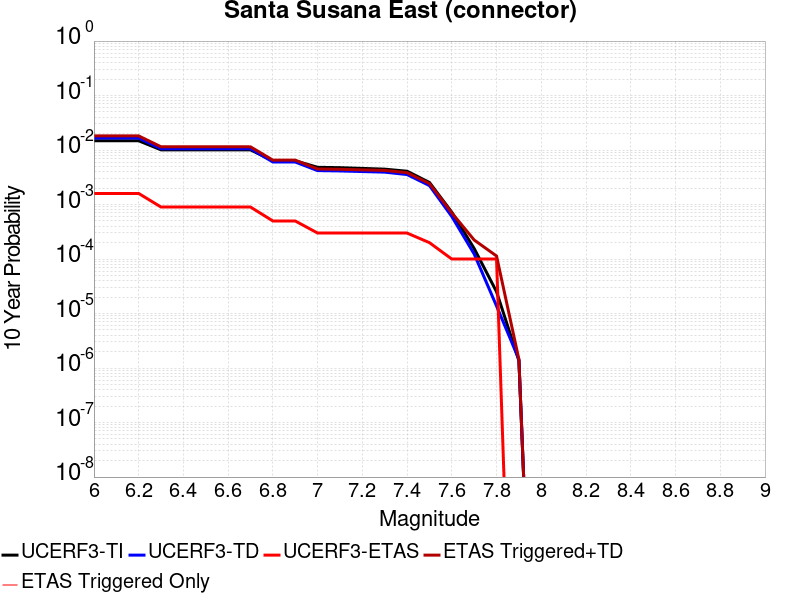 Santa Susana East (connector)
10^0
10^-1
10^-2
10^-3
10^-4
10^-5
10^-6
10^-7
10^-8
10 Year Probability
6 6.2 6.4 6.6 6.8 7 7.2 7.4 7.6 7.8 8 8.2 8.4 8.6 8.8 9
Magnitude
UCERF3-TI UCERF3-TD UCERF3-ETAS ETAS Triggered+TD
ETAS Triggered Only